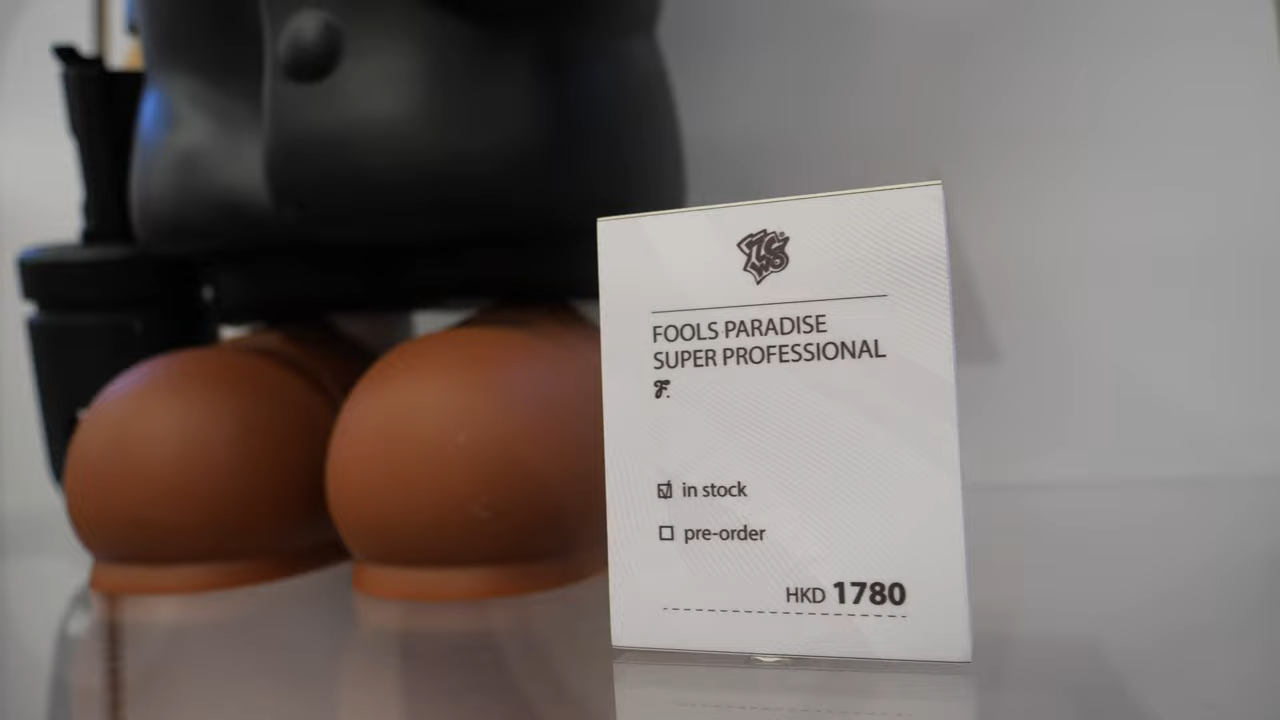 FOOLS PARADISE
SUPER PROFESSIONAL
F.
in stock
pre-order
HKD 1780